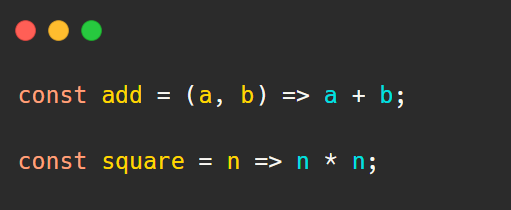 const add = (a, b) => a + b;
const square = n => n * n;